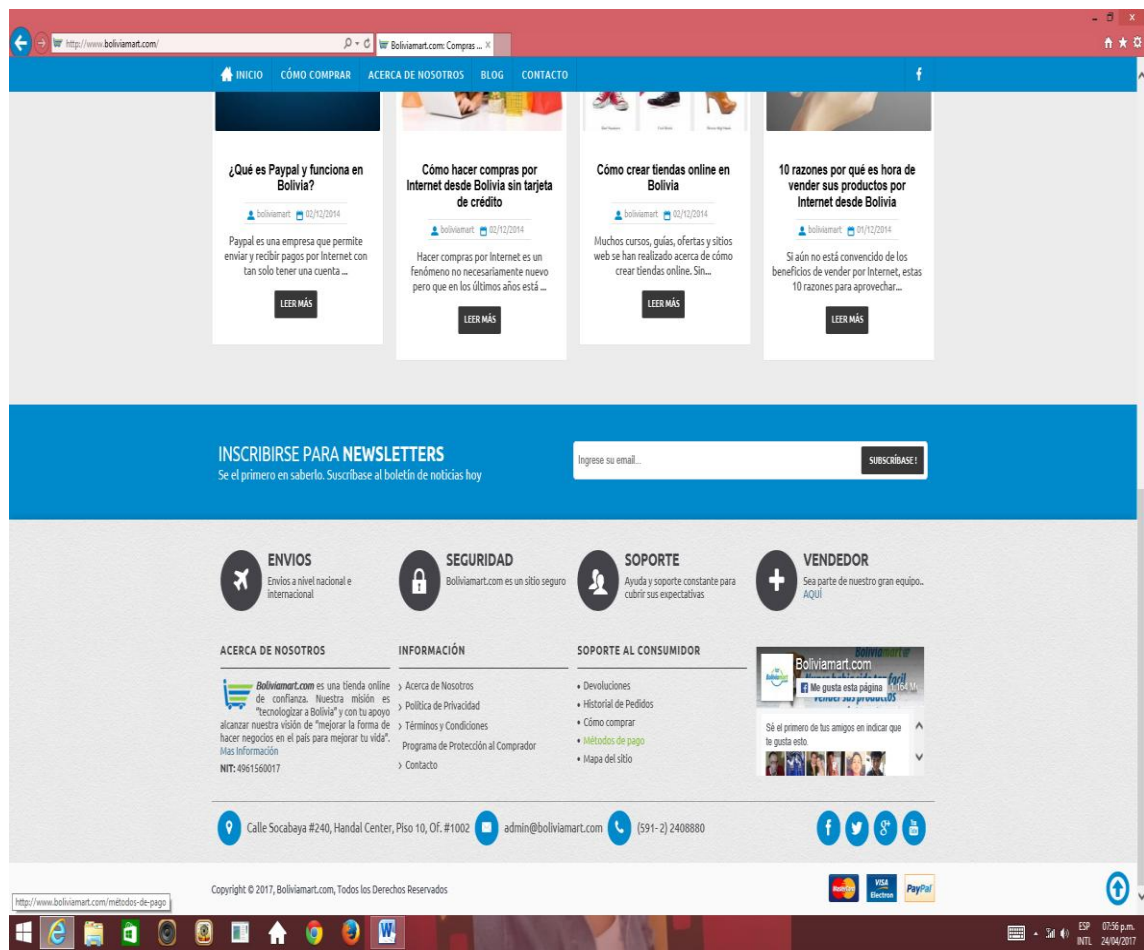 http://www.boliviamart.com/
Boliviamart.com: Compras ...
INICIO CÓMO COMPRAR ACERCA DE NOSOTROS BLOG CONTACTO
¿Qué es Paypal y funciona en
Bolivia?
boliviamart 02/12/2014
Paypal es una empresa que permite
enviar y recibir pagos por Internet con
tan solo tener una cuenta ...
LEER MÁS
Cómo hacer compras por
Internet desde Bolivia sin tarjeta
de crédito
boliviamart 02/12/2014
Hacer compras por Internet es un
fenómeno no necesariamente nuevo
pero que en los últimos años está ...
LEER MÁS
Cómo crear tiendas online en
Bolivia
boliviamart 02/12/2014
Muchos cursos, guías, ofertas y sitios
web se han realizado acerca de cómo
crear tiendas online. Sin...
LEER MÁS
10 razones por qué es hora de
vender sus productos por
Internet desde Bolivia
boliviamart 01/12/2014
Si aún no está convencido de los
beneficios de vender por Internet, estas
10 razones para aprovechar...
LEER MÁS
INSCRIBIRSE PARA NEWSLETTERS
Se el primero en saberlo. Suscríbase al boletín de noticias hoy
Ingrese su email...
SUBSCRÍBASE !
ENVIOS
Envios a nivel nacional e
internacional
SEGURIDAD
Boliviamart.com es un sitio seguro
SOPORTE
Ayuda y soporte constante para
cubrir sus expectativas
VENDEDOR
Sea parte de nuestro gran equipo..
AQUÍ
ACERCA DE NOSOTROS
Boliviamart.com es una tienda online
de confianza. Nuestra misión es
"tecnologizar a Bolivia" y con tu apoyo
alcanzar nuestra visión de "mejorar la forma de
hacer negocios en el país para mejorar tu vida".
Mas Información
NIT: 4961560017
INFORMACIÓN
Acerca de Nosotros
Política de Privacidad
Términos y Condiciones
Programa de Protección al Comprador
Contacto
SOPORTE AL CONSUMIDOR
Devoluciones
Historial de Pedidos
Cómo comprar
Métodos de pago
Mapa del sitio
Boliviamart.com
Me gusta esta página
Sé el primero de tus amigos en indicar que
te gusta esto.
Calle Socabaya #240, Handal Center, Piso 10, Of. #1002 admin@boliviamart.com (591- 2) 2408880
Copyright © 2017, Boliviamart.com, Todos los Derechos Reservados
MasterCard VISA Electron PayPal
http://www.boliviamart.com/métodos-de-pago
ESP 07:56 p.m.
INTL 24/04/2017